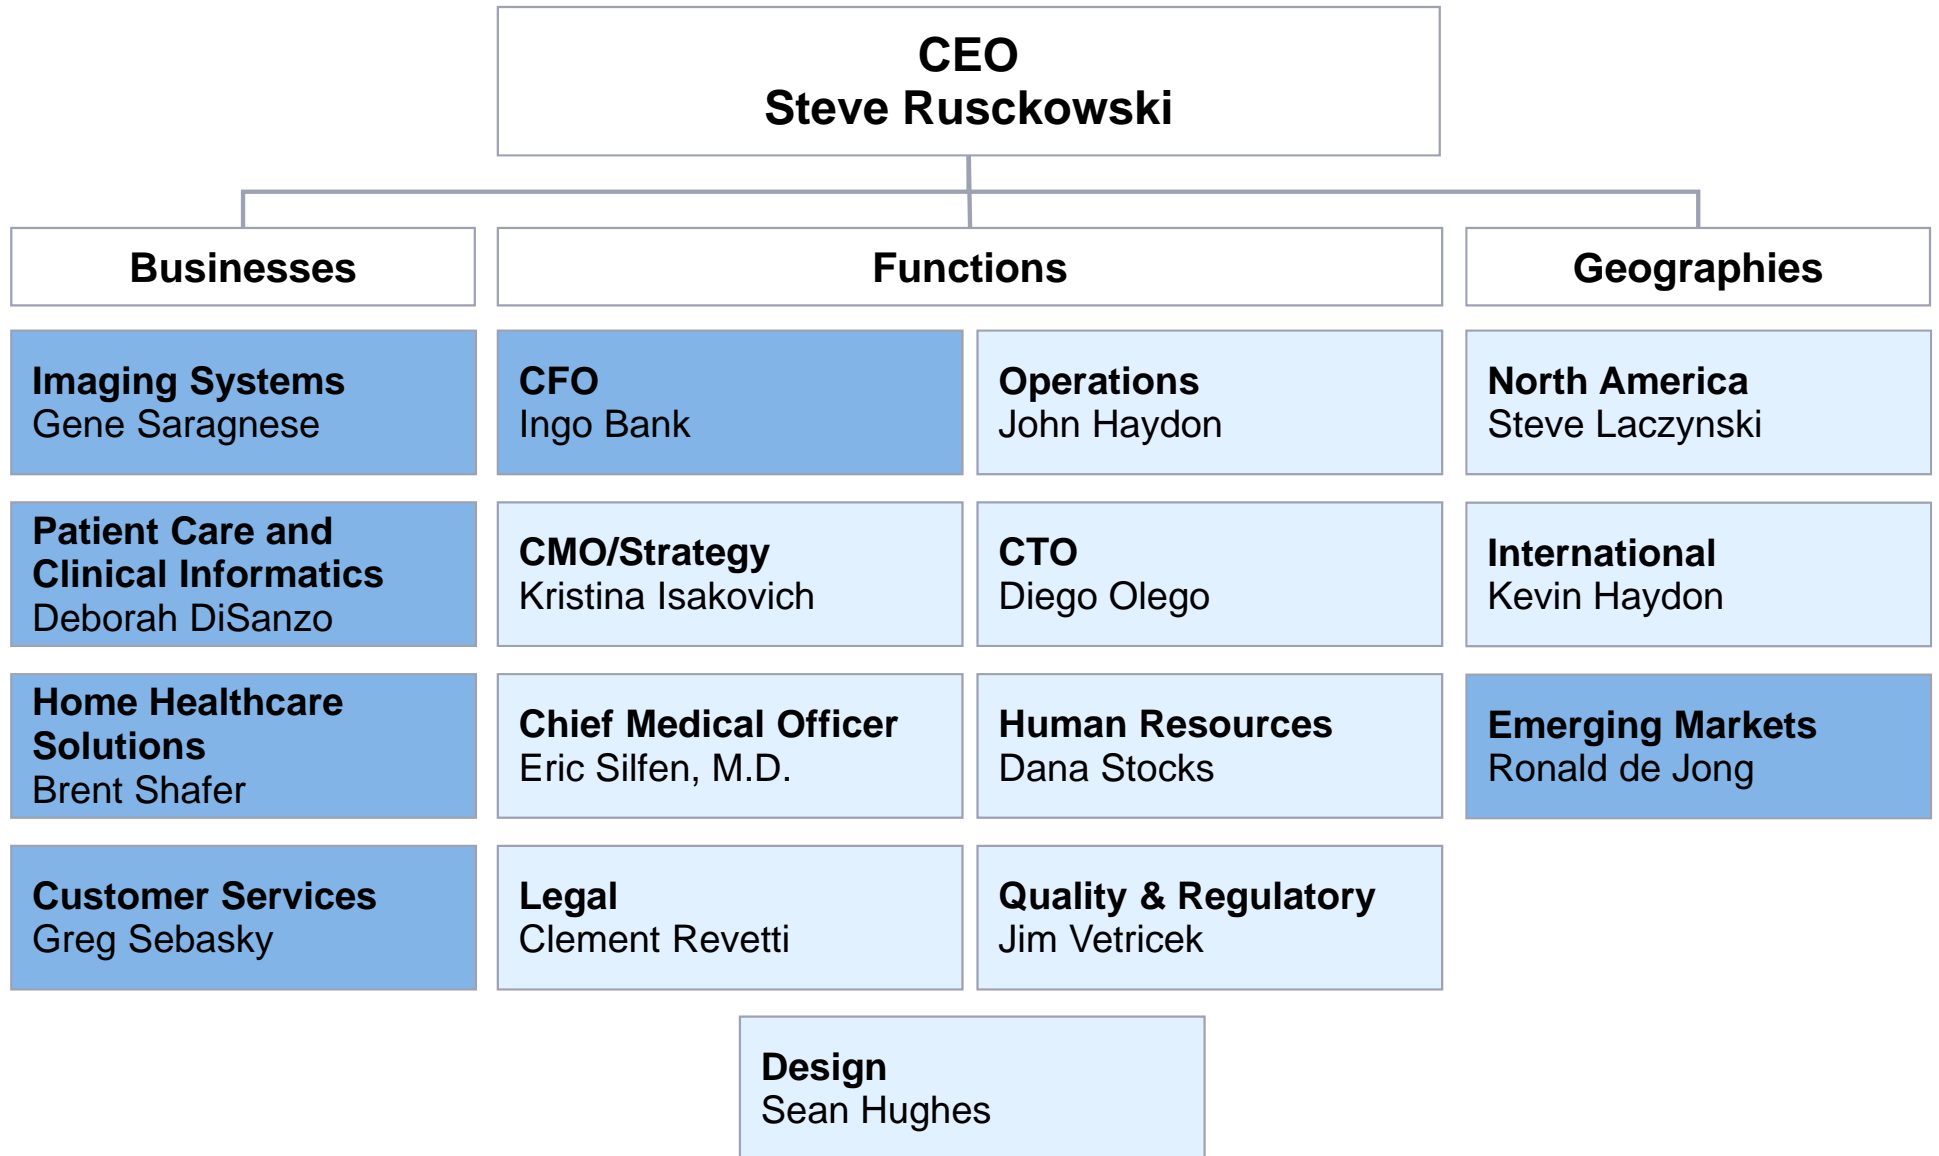 CEO
Steve Rusckowski
Businesses
Functions
Geographies
Imaging Systems
Gene Saragnese
Patient Care and
Clinical Informatics
Deborah DiSanzo
Home Healthcare
Solutions
Brent Shafer
Customer Services
Greg Sebasky
CFO
Ingo Bank
Operations
John Haydon
CMO/Strategy
Kristina Isakovich
CTO
Diego Olego
Chief Medical Officer
Eric Silfen, M.D.
Human Resources
Dana Stocks
Legal
Clement Revetti
Quality & Regulatory
Jim Vetricek
Design
Sean Hughes
North America
Steve Laczynski
International
Kevin Haydon
Emerging Markets
Ronald de Jong